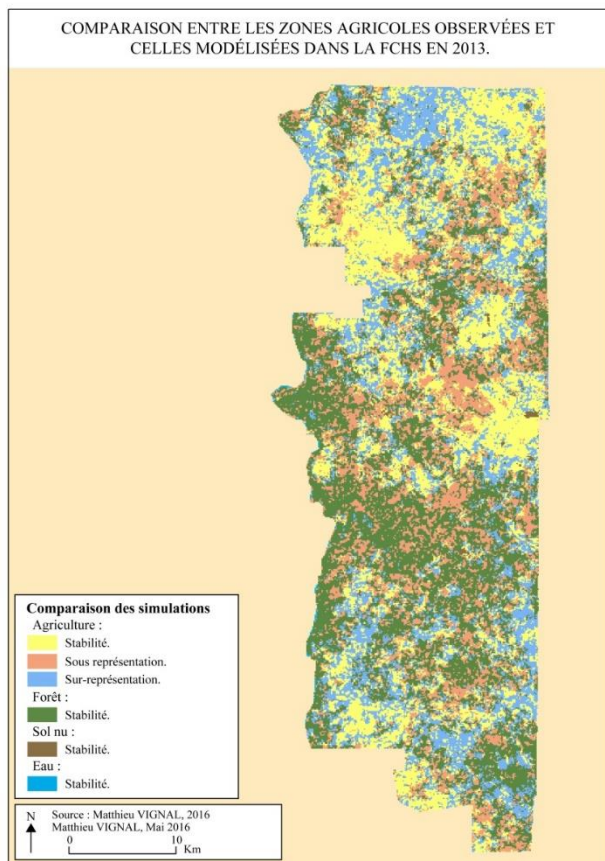 COMPARAISON ENTRE LES ZONES AGRICOLES OBSERVÉES ET
CELLES MODÉLISÉES DANS LA FCHS EN 2013.
Comparaison des simulations
Agriculture :
Stabilité.
Sous représentation.
Sur-représentation.
Forêt :
Stabilité.
Sol nu :
Stabilité.
Eau :
Stabilité.
N
Source : Matthieu VIGNAL, 2016
Matthieu VIGNAL, Mai 2016
0 10
Km